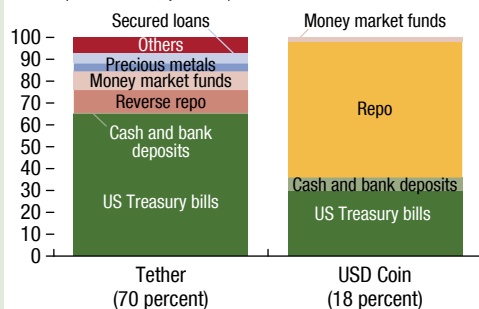 Secured loans
Money market funds
100
90
80
70
60
50
40
30
20
10
0
Others
Precious metals
Money market funds
Reverse repo
Cash and bank
deposits
US Treasury bills
Repo
Cash and bank deposits
US Treasury bills
Tether
(70 percent)
USD Coin
(18 percent)